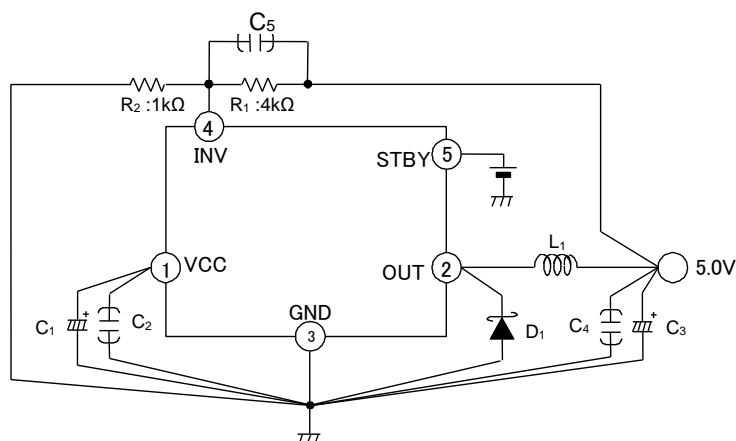 C₅
R₂ :1kΩ
R₁ :4kΩ
4
INV
STBY
5
1
VCC
OUT
2
L₁
5.0V
C₁
+
C₂
GND
3
D₁
C₄
+
C₃